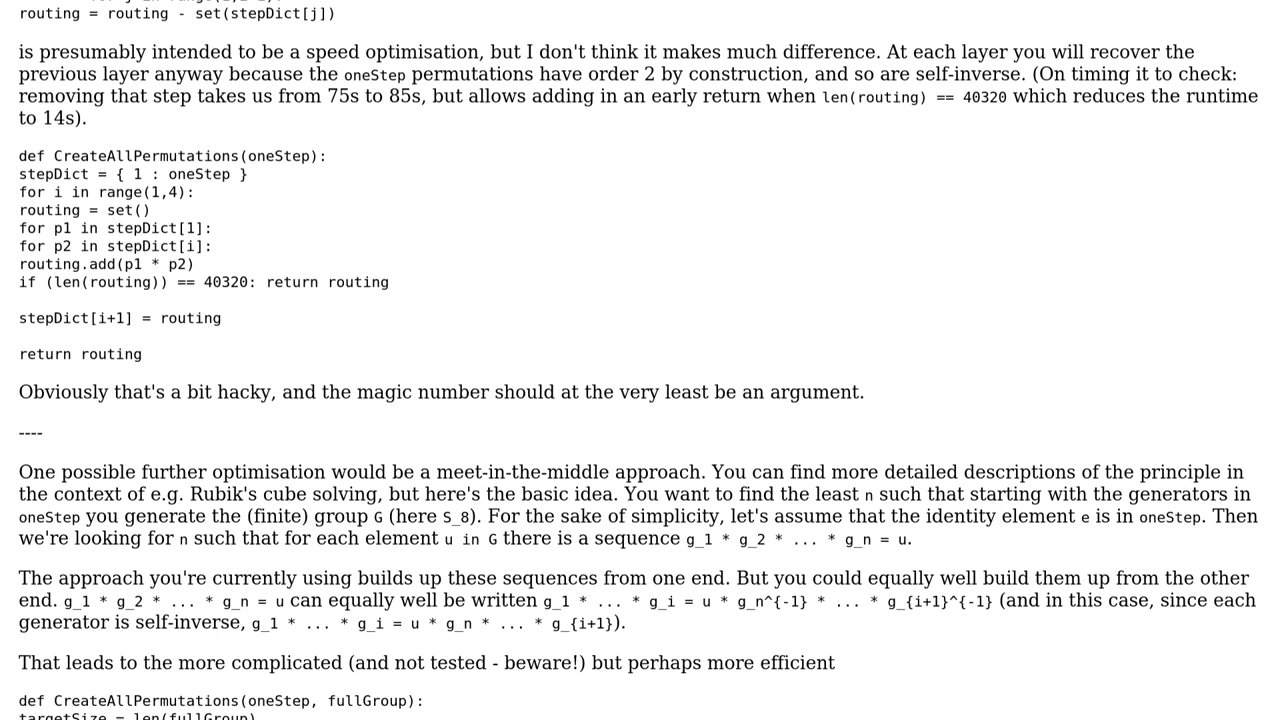 routing = routing - set(stepDict[j])
is presumably intended to be a speed optimisation, but I don't think it makes much difference. At each layer you will recover the
previous layer anyway because the oneStep permutations have order 2 by construction, and so are self-inverse. (On timing it to check:
removing that step takes us from 75s to 85s, but allows adding in an early return when len(routing) == 40320 which reduces the runtime
to 14s).
def CreateAllPermutations(oneStep):
stepDict = { 1 : oneStep }
for i in range(1,4):
routing = set()
for p1 in stepDict[1]:
for p2 in stepDict[i]:
routing.add(p1 * p2)
if (len(routing)) == 40320: return routing
stepDict[i+1] = routing
return routing
Obviously that's a bit hacky, and the magic number should at the very least be an argument.
----
One possible further optimisation would be a meet-in-the-middle approach. You can find more detailed descriptions of the principle in
the context of e.g. Rubik's cube solving, but here's the basic idea. You want to find the least n such that starting with the generators in
oneStep you generate the (finite) group G (here S_8). For the sake of simplicity, let's assume that the identity element e is in oneStep. Then
we're looking for n such that for each element u in G there is a sequence g_1 * g_2 * ... * g_n = u.
The approach you're currently using builds up these sequences from one end. But you could equally well build them up from the other
end. g_1 * g_2 * ... * g_n = u can equally well be written g_1 * ... * g_i = u * g_n^{-1} * ... * g_{i+1}^{-1} (and in this case, since each
generator is self-inverse, g_1 * ... * g_i = u * g_n * ... * g_{i+1}).
That leads to the more complicated (and not tested - beware!) but perhaps more efficient
def CreateAllPermutations(oneStep, fullGroup):
targetSize = len(fullGroup)